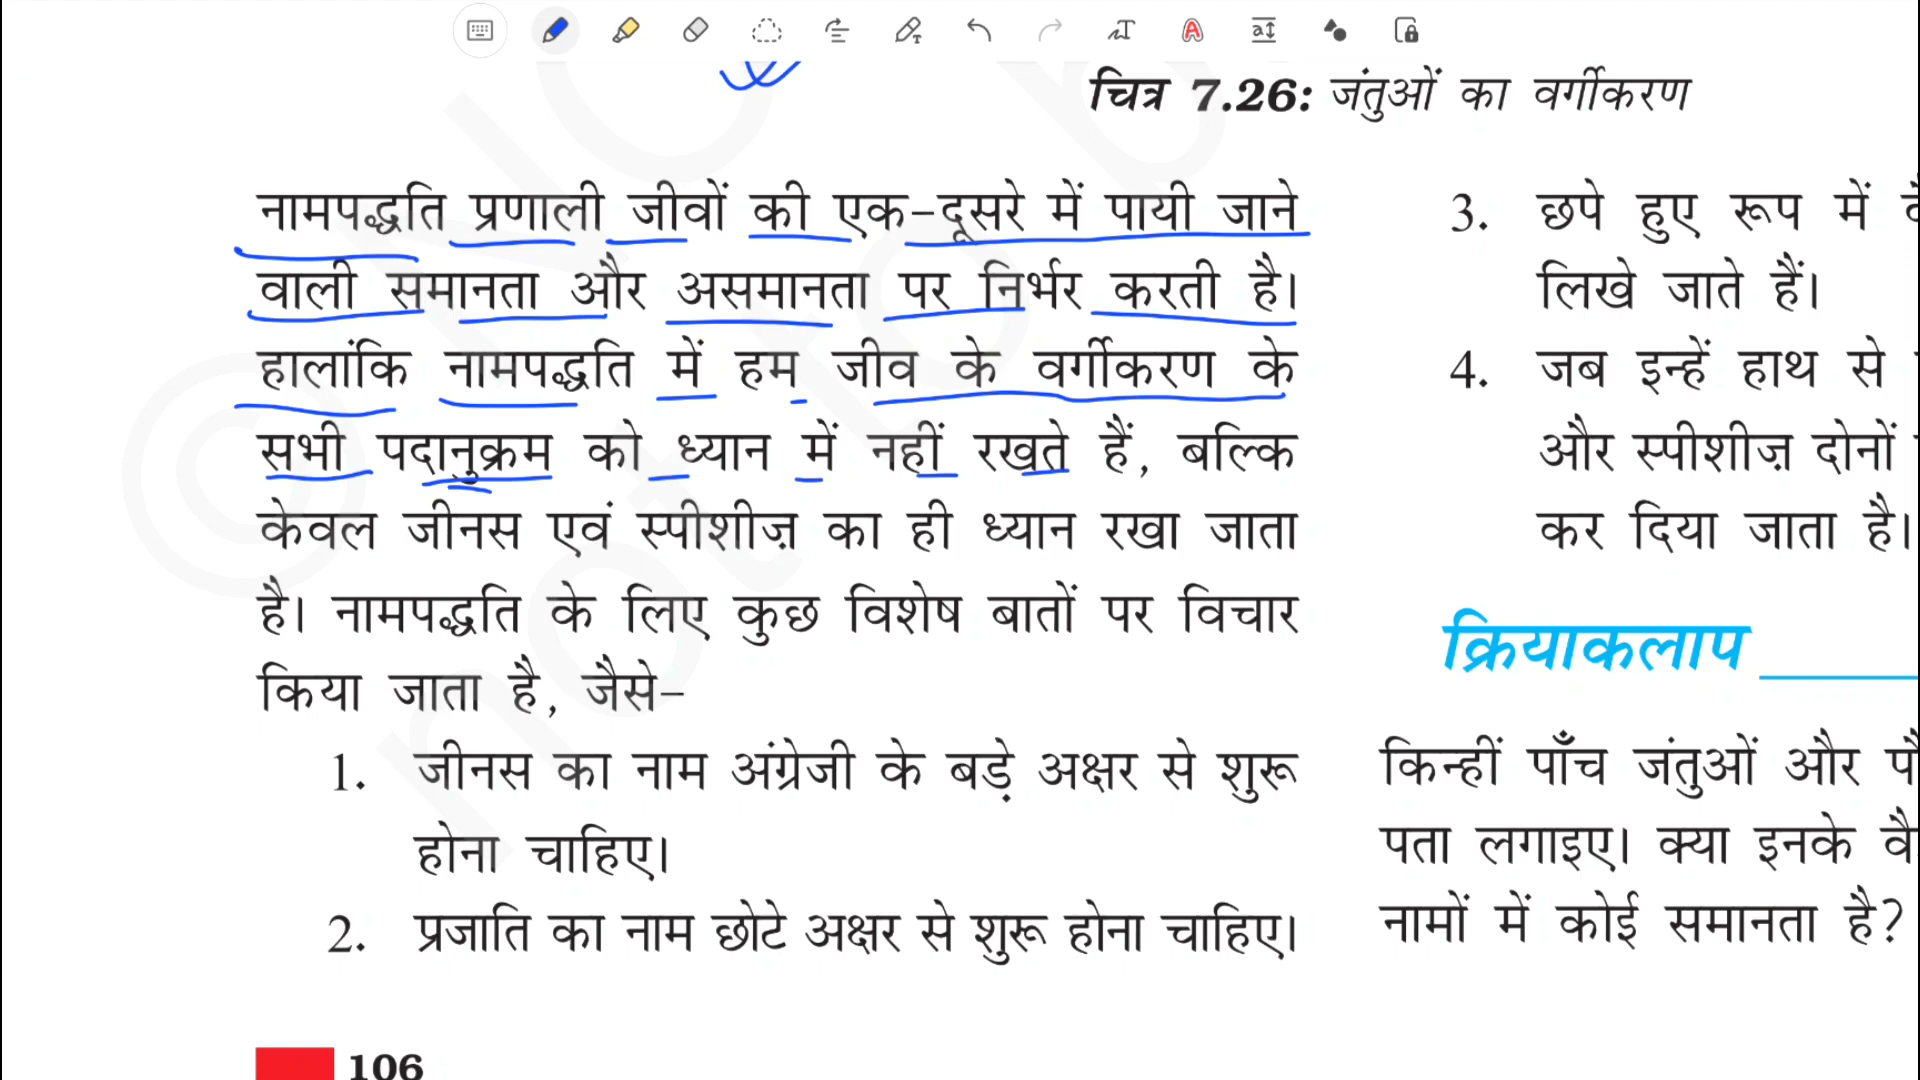 चित्र 7.26: जंतुओं का वर्गीकरण
नामपद्धति प्रणाली जीवों की एक-दूसरे में पायी जाने
वाली समानता और असमानता पर निर्भर करती है।
हालांकि नामपद्धति में हम जीव के वर्गीकरण के
सभी पदानुक्रम को ध्यान में नहीं रखते हैं, बल्कि
केवल जीनस एवं स्पीशीज़ का ही ध्यान रखा जाता
है। नामपद्धति के लिए कुछ विशेष बातों पर विचार
किया जाता है, जैसे–
1. जीनस का नाम अंग्रेजी के बड़े अक्षर से शुरू
होना चाहिए।
2. प्रजाति का नाम छोटे अक्षर से शुरू होना चाहिए।
3. छपे हुए रूप में
लिखे जाते हैं।
4. जब इन्हें हाथ से
और स्पीशीज़ दोनों
कर दिया जाता है।
क्रियाकलाप
किन्हीं पाँच जंतुओं और
पता लगाइए। क्या इनके
नामों में कोई समानता है?
106
not to b